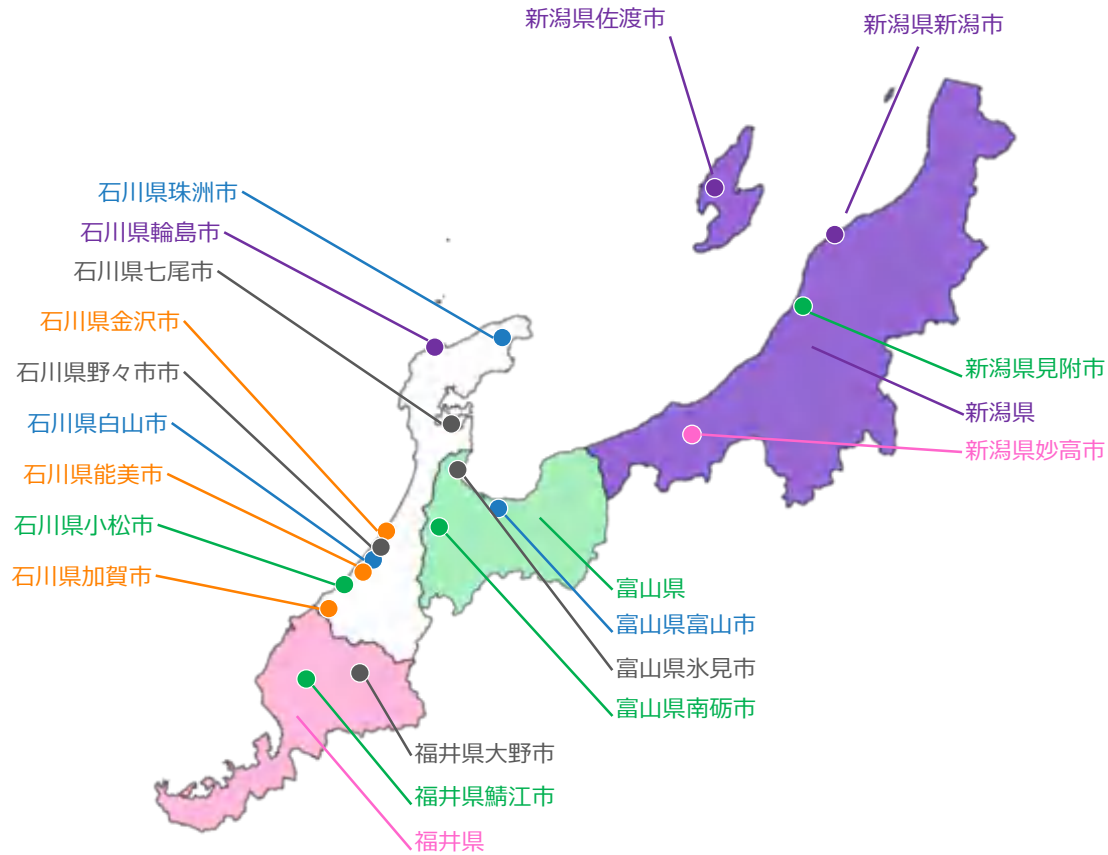 新潟県佐渡市
新潟県新潟市
石川県珠洲市
石川県輪島市
石川県七尾市
石川県金沢市
石川県野々市市
石川県白山市
石川県能美市
石川県小松市
石川県加賀市
新潟県見附市
新潟県
新潟県妙高市
富山県
富山県富山市
富山県氷見市
富山県南砺市
福井県大野市
福井県鯖江市
福井県